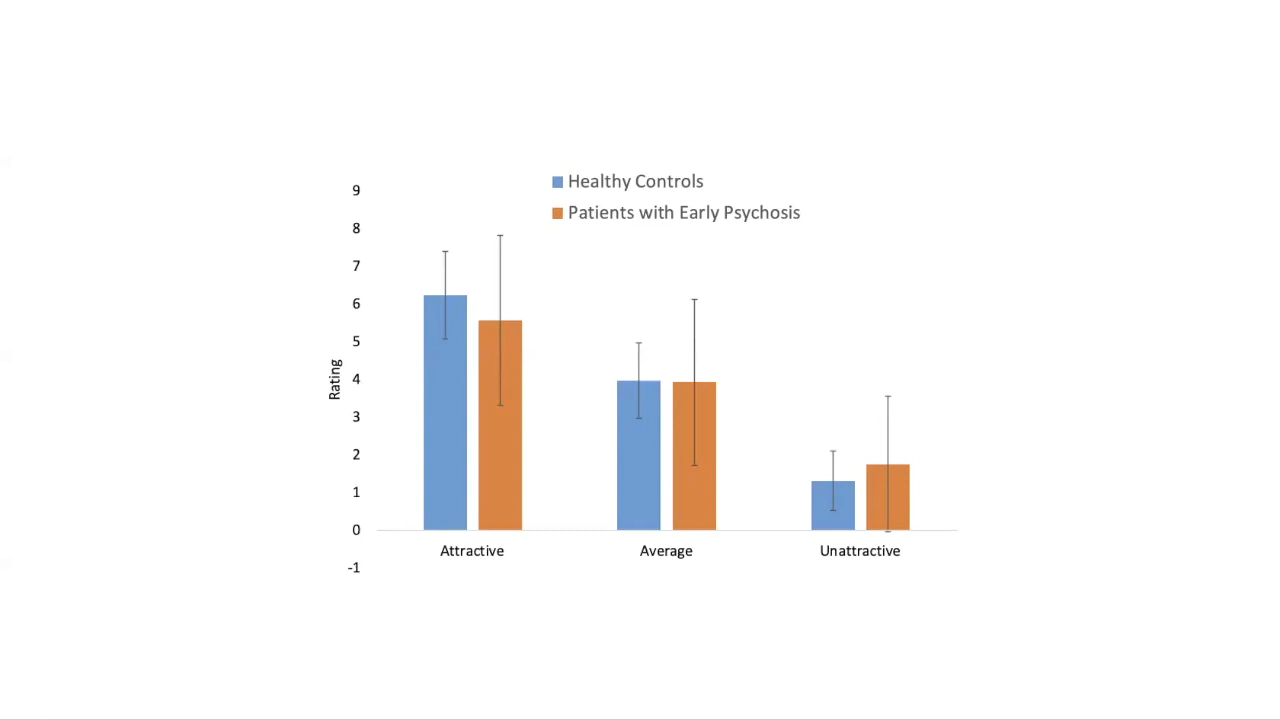 Healthy Controls
Patients with Early Psychosis
9
8
7
6
5
4
3
2
1
0
-1
Rating
Attractive
Average
Unattractive